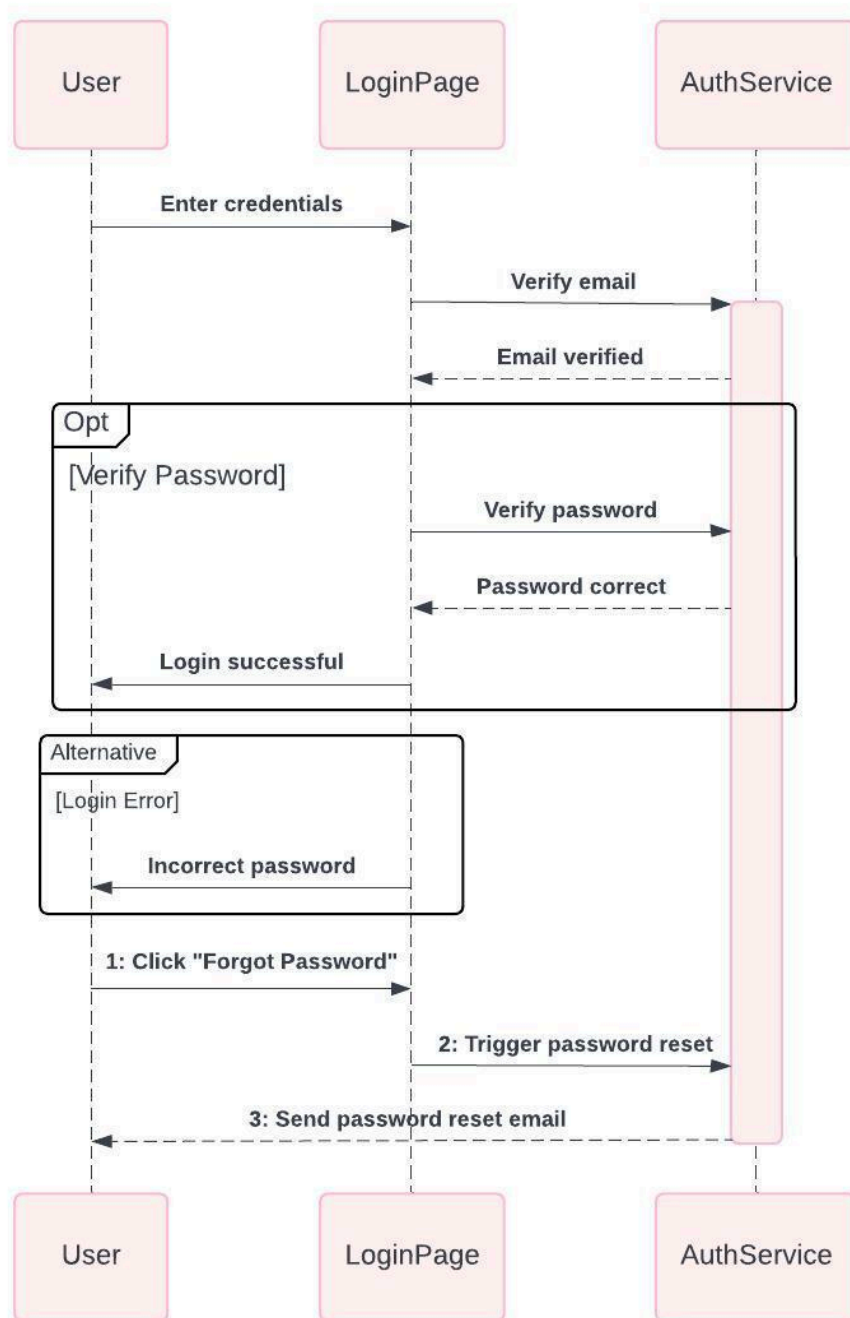 User
LoginPage
AuthService
Enter credentials
Verify email
Email verified
Opt
[Verify Password]
Verify password
Password correct
Login successful
Alternative
[Login Error]
Incorrect password
1: Click "Forgot Password"
2: Trigger password reset
3: Send password reset email
User
LoginPage
AuthService